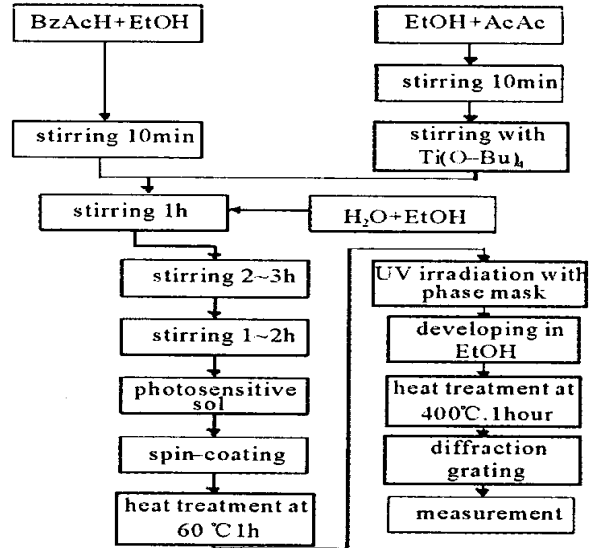 BzAcH+EtOH
EtOH+AcAc
stirring 10min
stirring 10min
stirring with
Ti(O-Bu)₄
stirring 1h
H₂O+EtOH
stirring 2~3h
stirring 1~2h
photosensitive
sol
spin-coating
heat treatment at
60 ℃ 1h
UV irradiation with
phase mask
developing in
EtOH
heat treatment at
400℃.1hour
diffraction
grating
measurement